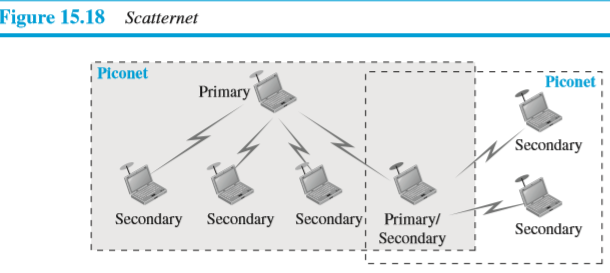 Figure 15.18 Scatternet
Piconet
Primary
Piconet
Secondary
Secondary
Secondary
Secondary
Primary/
Secondary
Secondary